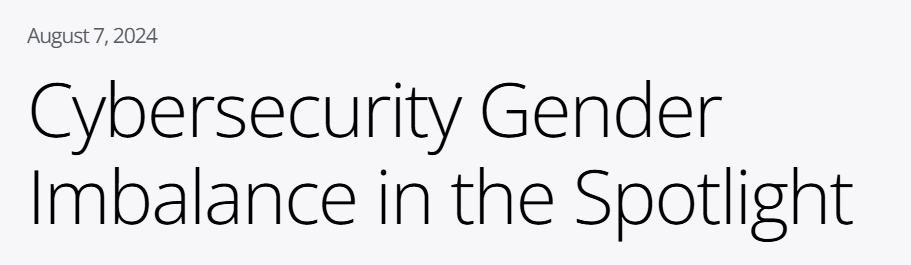 August 7, 2024
Cybersecurity Gender
Imbalance in the Spotlight